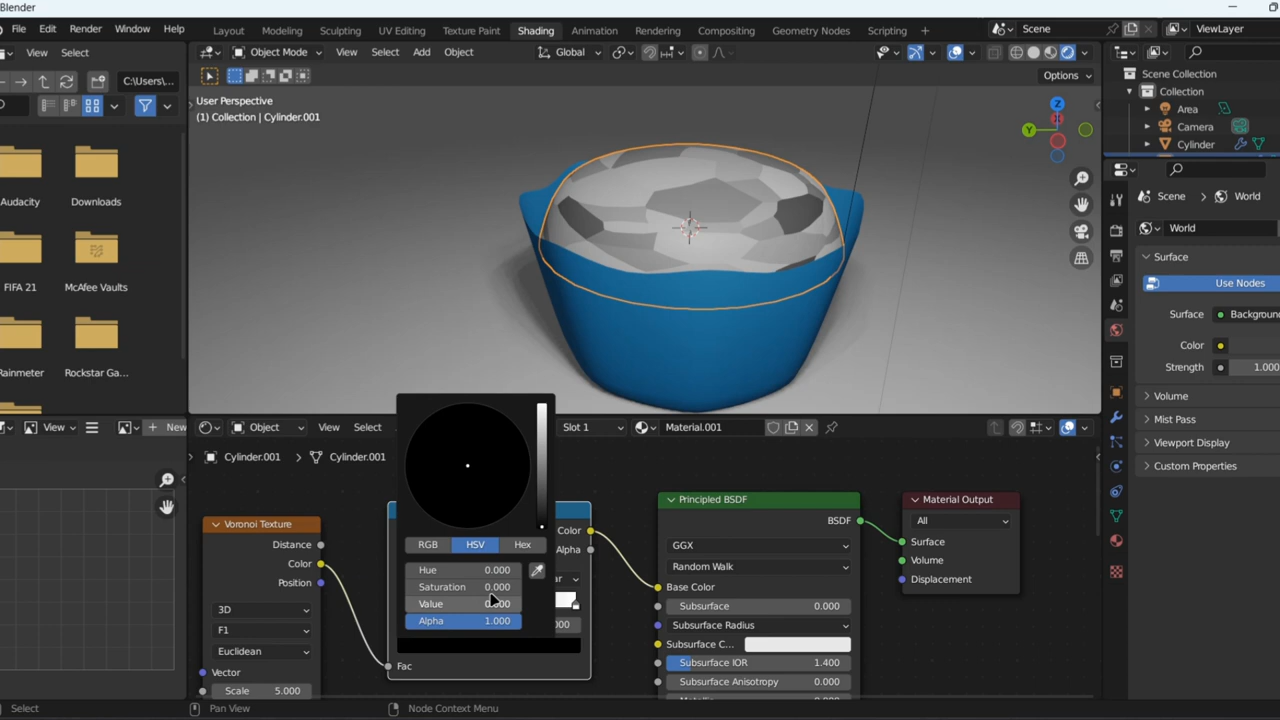 Blender
File Edit Render Window Help
Layout Modeling Sculpting UV Editing Texture Paint Shading Animation Rendering Compositing Geometry Nodes Scripting +
Scene
ViewLayer
View Select
Object Mode View Select Add Object
Global
C:\Users\...
Options
Audacity
Downloads
FIFA 21
McAfee Vaults
Rainmeter
Rockstar Ga...
User Perspective
(1) Collection | Cylinder.001
Z
Y
X
Scene Collection
Collection
Area
Camera
Cylinder
Scene > World
World
Surface
Use Nodes
Surface Background
Color
Strength 1.000
Volume
Mist Pass
Viewport Display
Custom Properties
View
New
Object View Select
Slot 1
Material.001
Cylinder.001 > Cylinder.001
Voronoi Texture
Distance
Color
Position
3D
F1
Euclidean
Vector
Scale 5.000
RGB HSV Hex
Hue 0.000
Saturation 0.000
Value 0.000
Alpha 1.000
Color
Alpha
Fac
Principled BSDF
BSDF
GGX
Random Walk
Base Color
Subsurface 0.000
Subsurface Radius
Subsurface C...
Subsurface IOR 1.400
Subsurface Anisotropy 0.000
Material Output
All
Surface
Volume
Displacement
Select
Pan View
Node Context Menu